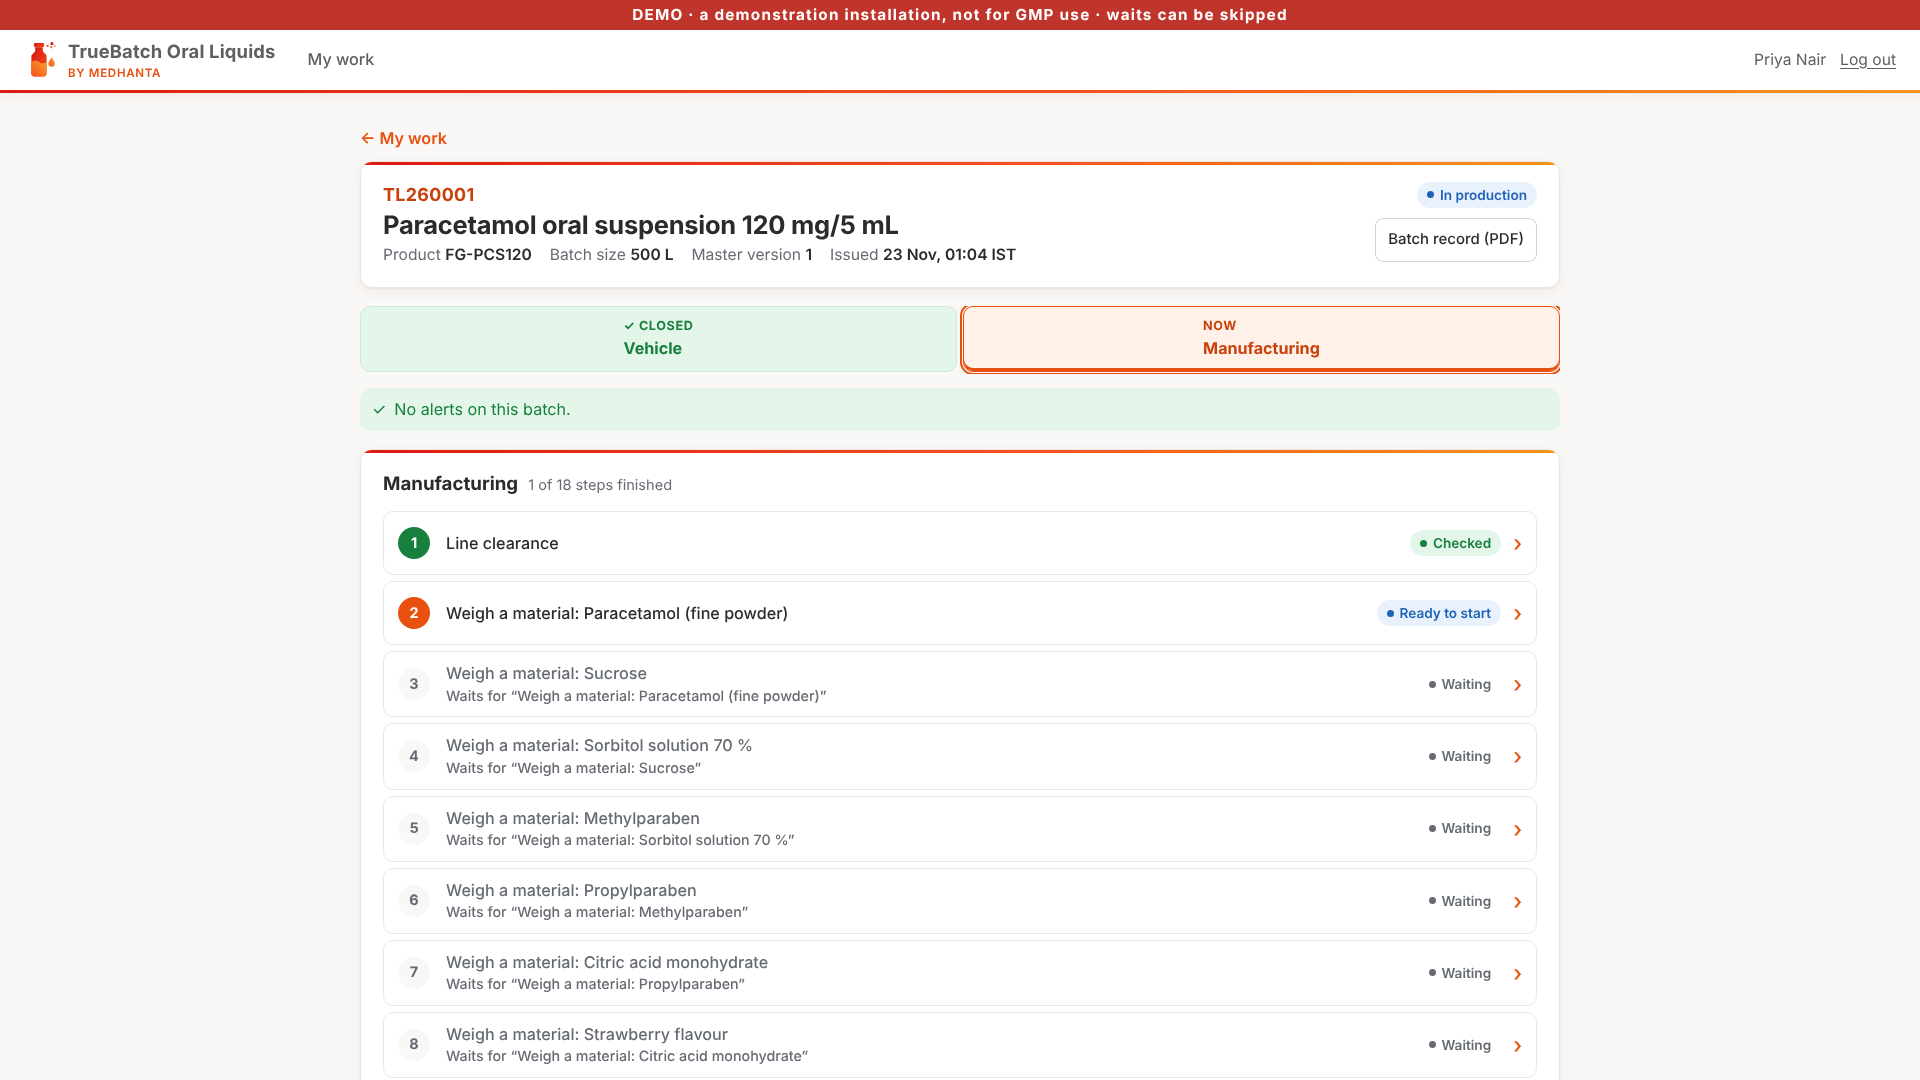 DEMO · a demonstration installation, not for GMP use · waits can be skipped
TrueBatch Oral Liquids
BY MEDHANTA
My work
Priya Nair
Log out
← My work
TL260001
In production
Paracetamol oral suspension 120 mg/5 mL
Batch record (PDF)
Product FG-PCS120 Batch size 500 L Master version 1 Issued 23 Nov, 01:04 IST
✓ CLOSED
Vehicle
NOW
Manufacturing
✓ No alerts on this batch.
Manufacturing 1 of 18 steps finished
1 Line clearance Checked
2 Weigh a material: Paracetamol (fine powder) Ready to start
3 Weigh a material: Sucrose Waiting
Waits for “Weigh a material: Paracetamol (fine powder)”
4 Weigh a material: Sorbitol solution 70 % Waiting
Waits for “Weigh a material: Sucrose”
5 Weigh a material: Methylparaben Waiting
Waits for “Weigh a material: Sorbitol solution 70 %”
6 Weigh a material: Propylparaben Waiting
Waits for “Weigh a material: Methylparaben”
7 Weigh a material: Citric acid monohydrate Waiting
Waits for “Weigh a material: Propylparaben”
8 Weigh a material: Strawberry flavour Waiting
Waits for “Weigh a material: Citric acid monohydrate”